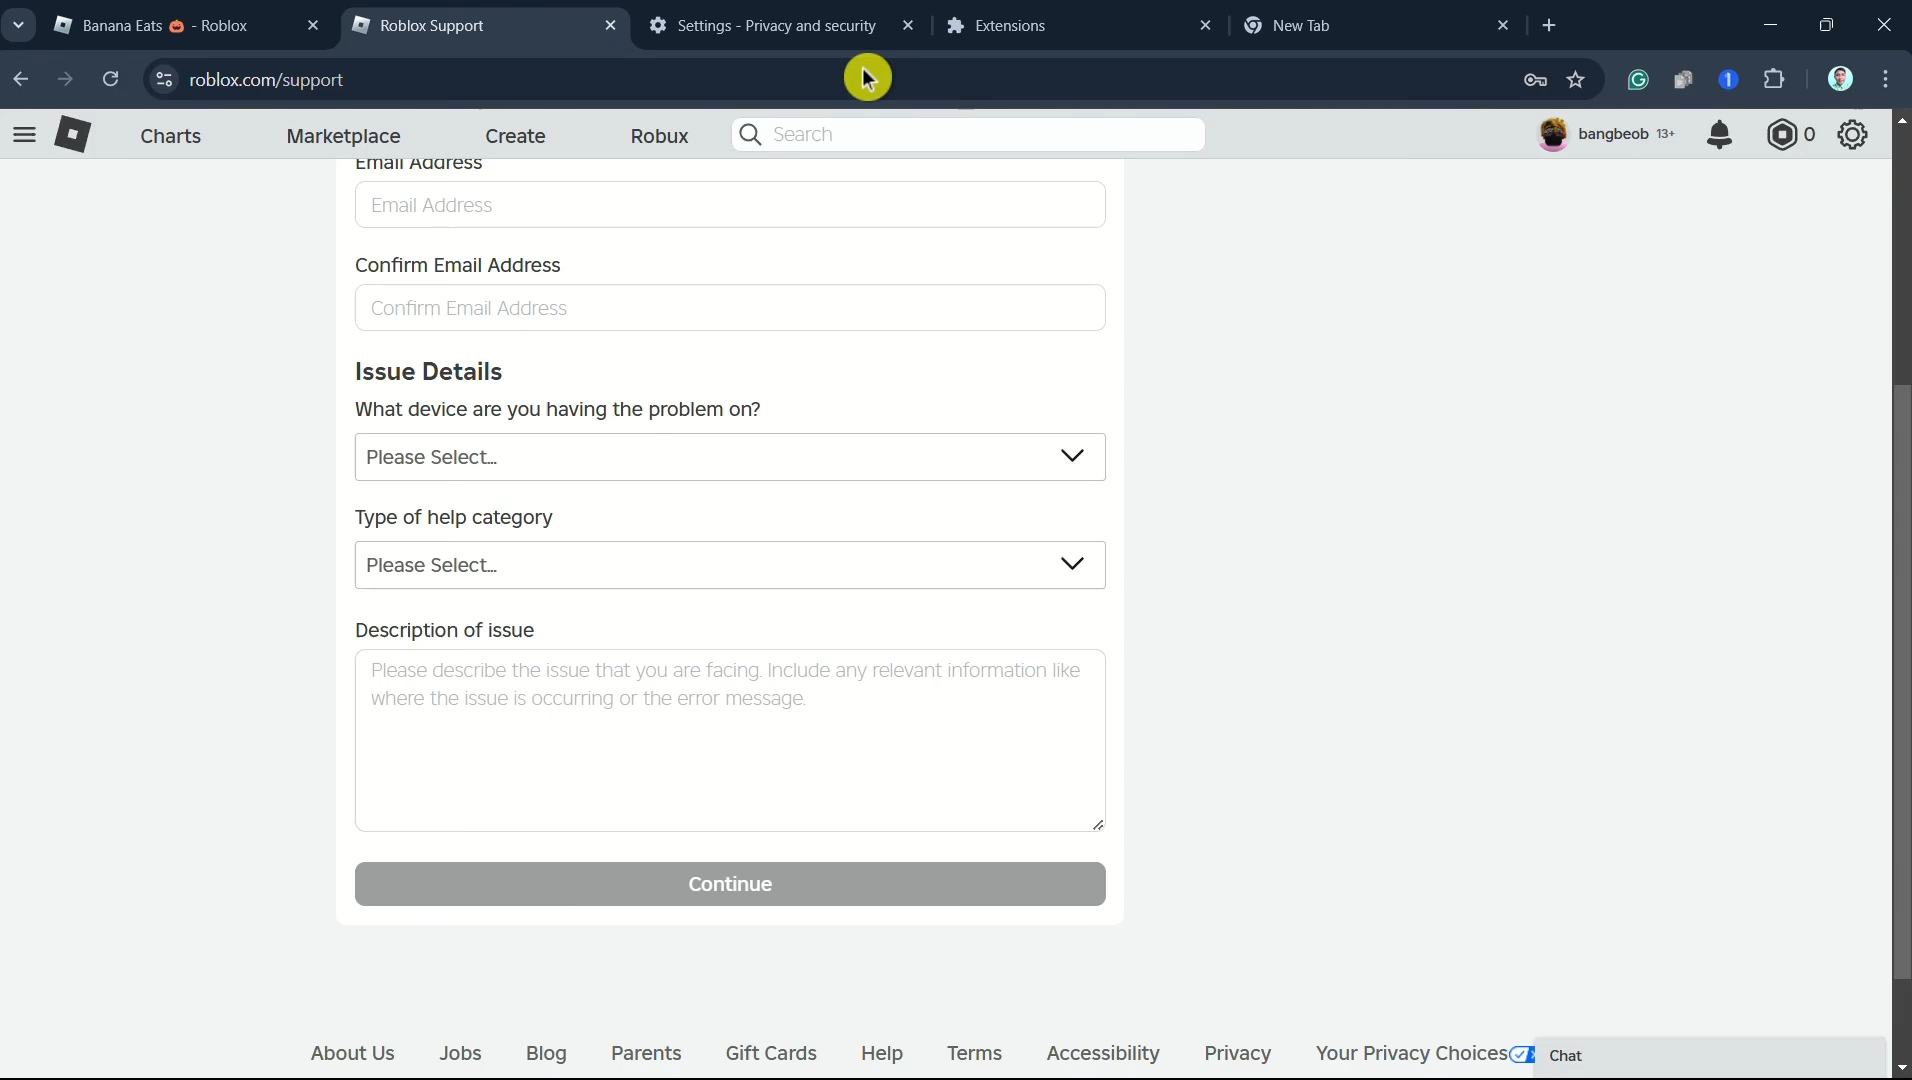 Banana Eats 🎃 - Roblox
Roblox Support
Settings - Privacy and security
Extensions
New Tab
roblox.com/support
Charts
Marketplace
Create
Robux
Search
bangbeob 13+
0
Email Address
Email Address
Confirm Email Address
Confirm Email Address
Issue Details
What device are you having the problem on?
Please Select...
Type of help category
Please Select...
Description of issue
Please describe the issue that you are facing. Include any relevant information like
where the issue is occurring or the error message.
Continue
About Us
Jobs
Blog
Parents
Gift Cards
Help
Terms
Accessibility
Privacy
Your Privacy Choices
Chat